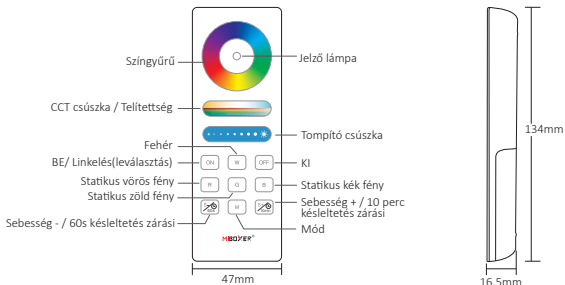 Színgyűrű
Jelző lámpa
CCT csúszka / Telítettség
Tompító csúszka
Fehér
BE/ Linkelés(leválasztás)
ON
W
OFF
KI
Statikus vörös fény
R
G
B
Statikus kék fény
Statikus zöld fény
Sebesség - / 60s késleltetés zárási
M
Sebesség + / 10 perc
késleltetés zárási
Mód
MiBOXER®
134mm
47mm
16.5mm